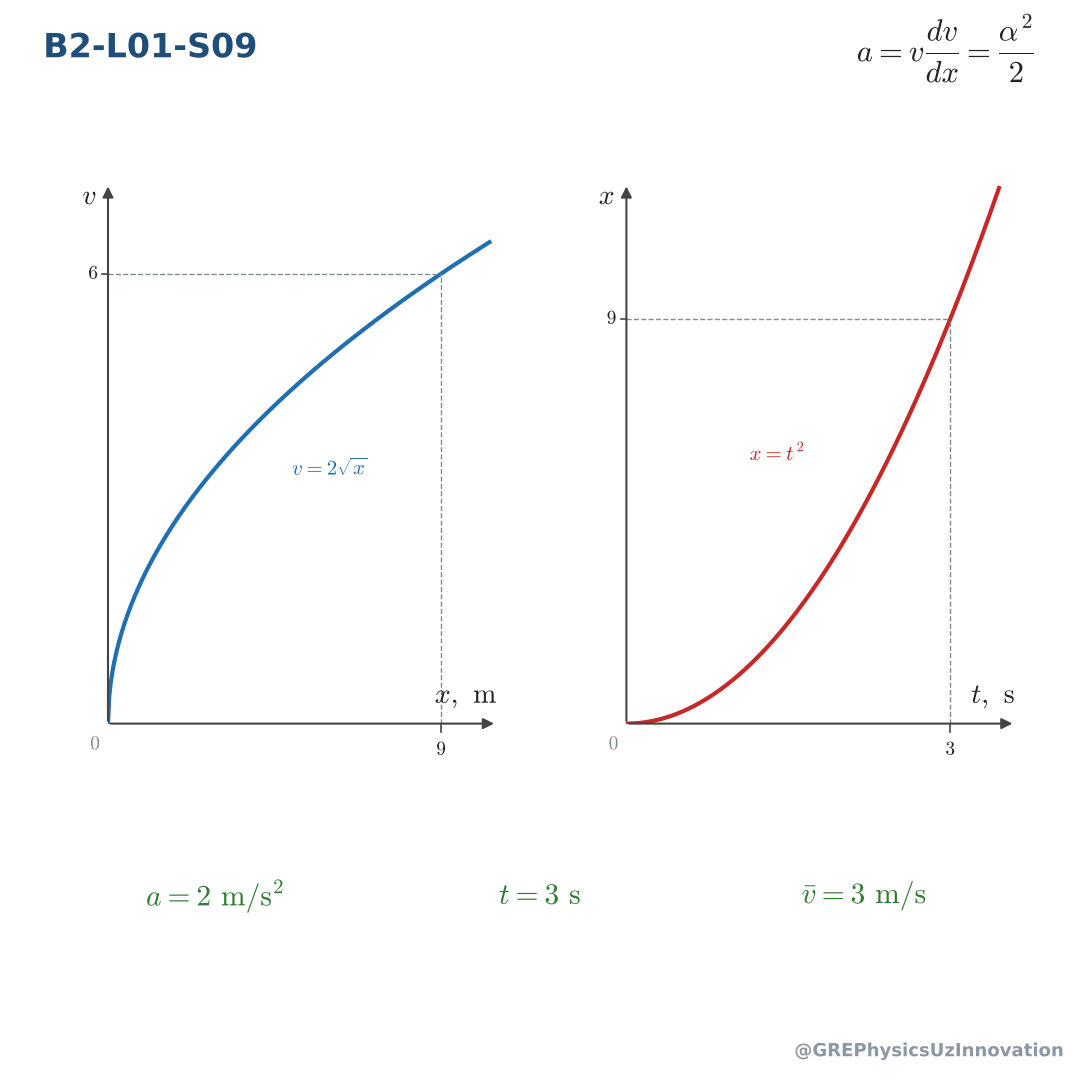 B2-L01-S09
a = v dv/dx = α²/2
v
6
v = 2√x
x, m
0
9
x
9
x = t²
t, s
0
3
a = 2 m/s²
t = 3 s
v̄ = 3 m/s
@GREPhysicsUzInnovation